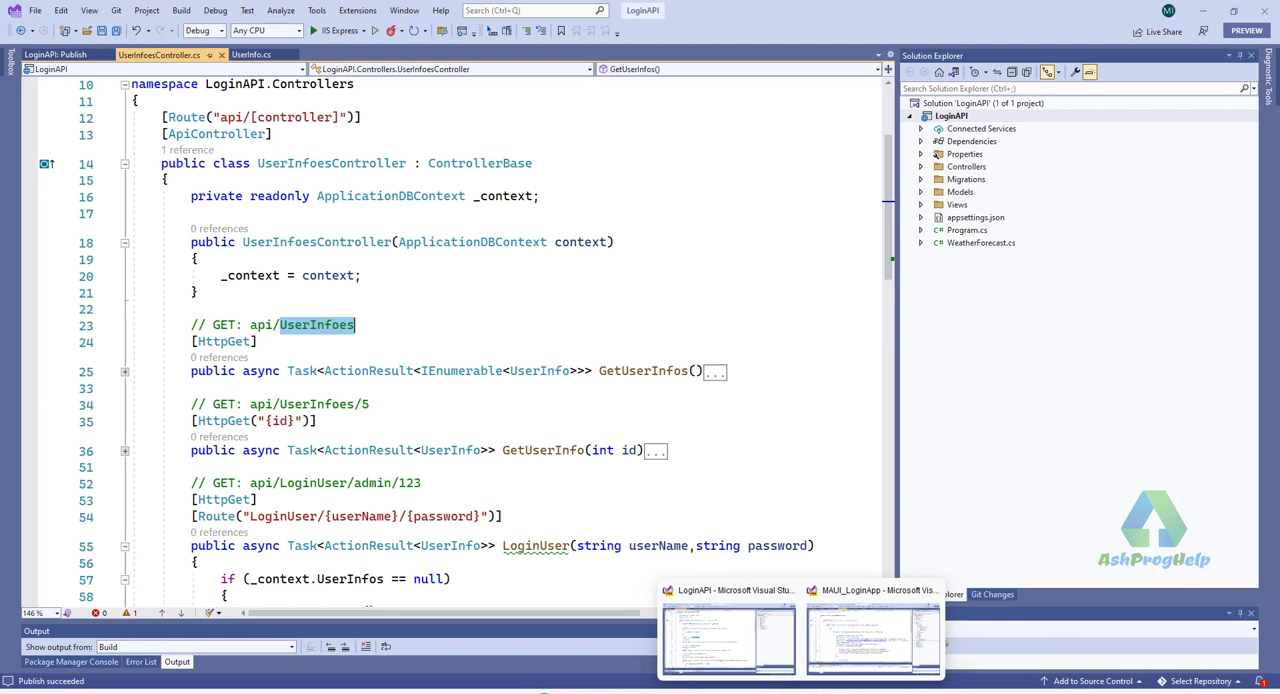 File Edit View Git Project Build Debug Test Analyze Tools Extensions Window Help Search (Ctrl+Q) LoginAPI MI
Debug Any CPU IIS Express Live Share PREVIEW
Toolbox
LoginAPI: Publish UserInfoesController.cs UserInfo.cs
LoginAPI LoginAPI.Controllers.UserInfoesController GetUserInfos()
10 namespace LoginAPI.Controllers
11 {
12 [Route("api/[controller]")]
13 [ApiController]
1 reference
14 public class UserInfoesController : ControllerBase
15 {
16 private readonly ApplicationDBContext _context;
17
0 references
18 public UserInfoesController(ApplicationDBContext context)
19 {
20 _context = context;
21 }
22
23 // GET: api/UserInfoes
24 [HttpGet]
0 references
25 public async Task<ActionResult<IEnumerable<UserInfo>>> GetUserInfos()...
33
34 // GET: api/UserInfoes/5
35 [HttpGet("{id}")]
0 references
36 public async Task<ActionResult<UserInfo>> GetUserInfo(int id)...
51
52 // GET: api/LoginUser/admin/123
53 [HttpGet]
54 [Route("LoginUser/{userName}/{password}")]
0 references
55 public async Task<ActionResult<UserInfo>> LoginUser(string userName,string password)
56 {
57 if (_context.UserInfos == null)
58 {
146 % 0 1
Output
Show output from: Build
Package Manager Console Error List Output
Publish succeeded
Solution Explorer
Search Solution Explorer (Ctrl+;)
Solution 'LoginAPI' (1 of 1 project)
LoginAPI
Connected Services
Dependencies
Properties
Controllers
Migrations
Models
Views
appsettings.json
Program.cs
WeatherForecast.cs
Diagnostic Tools
AshProgHelp
Git Changes
LoginAPI - Microsoft Visual Stu... MAUI_LoginApp - Microsoft Vis...
Add to Source Control Select Repository 1